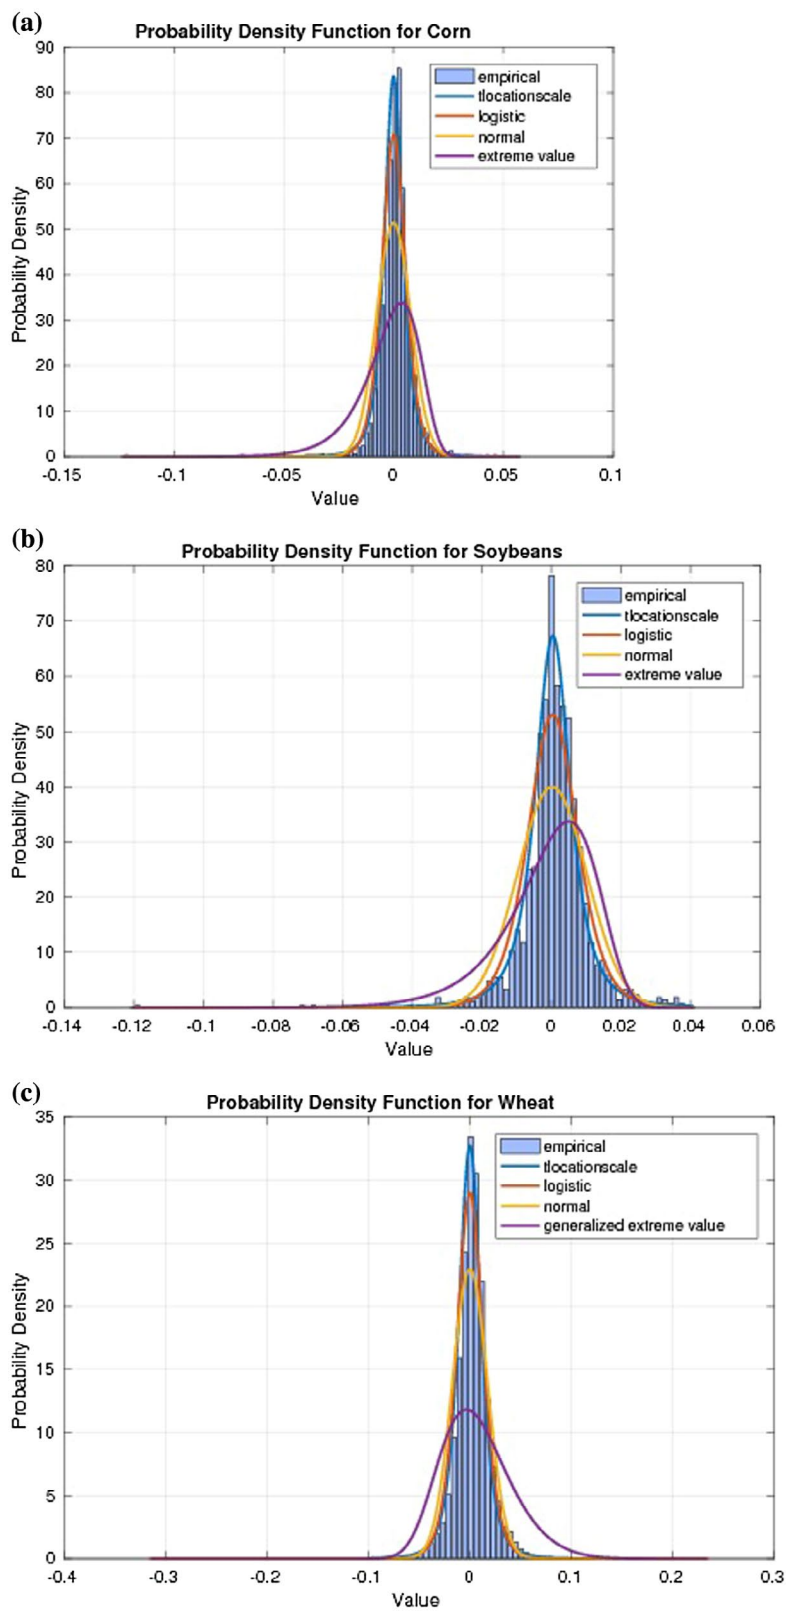 (a)
Probability Density Function for Corn
90
80
70
60
50
40
30
20
10
0
Probability Density
empirical
tlocationscale
logistic
normal
extreme value
-0.15 -0.1 -0.05 0 0.05 0.1
Value
(b)
Probability Density Function for Soybeans
80
70
60
50
40
30
20
10
0
Probability Density
empirical
tlocationscale
logistic
normal
extreme value
-0.14 -0.12 -0.1 -0.08 -0.06 -0.04 -0.02 0 0.02 0.04 0.06
Value
(c)
Probability Density Function for Wheat
35
30
25
20
15
10
5
0
Probability Density
empirical
tlocationscale
logistic
normal
generalized extreme value
-0.4 -0.3 -0.2 -0.1 0 0.1 0.2 0.3
Value